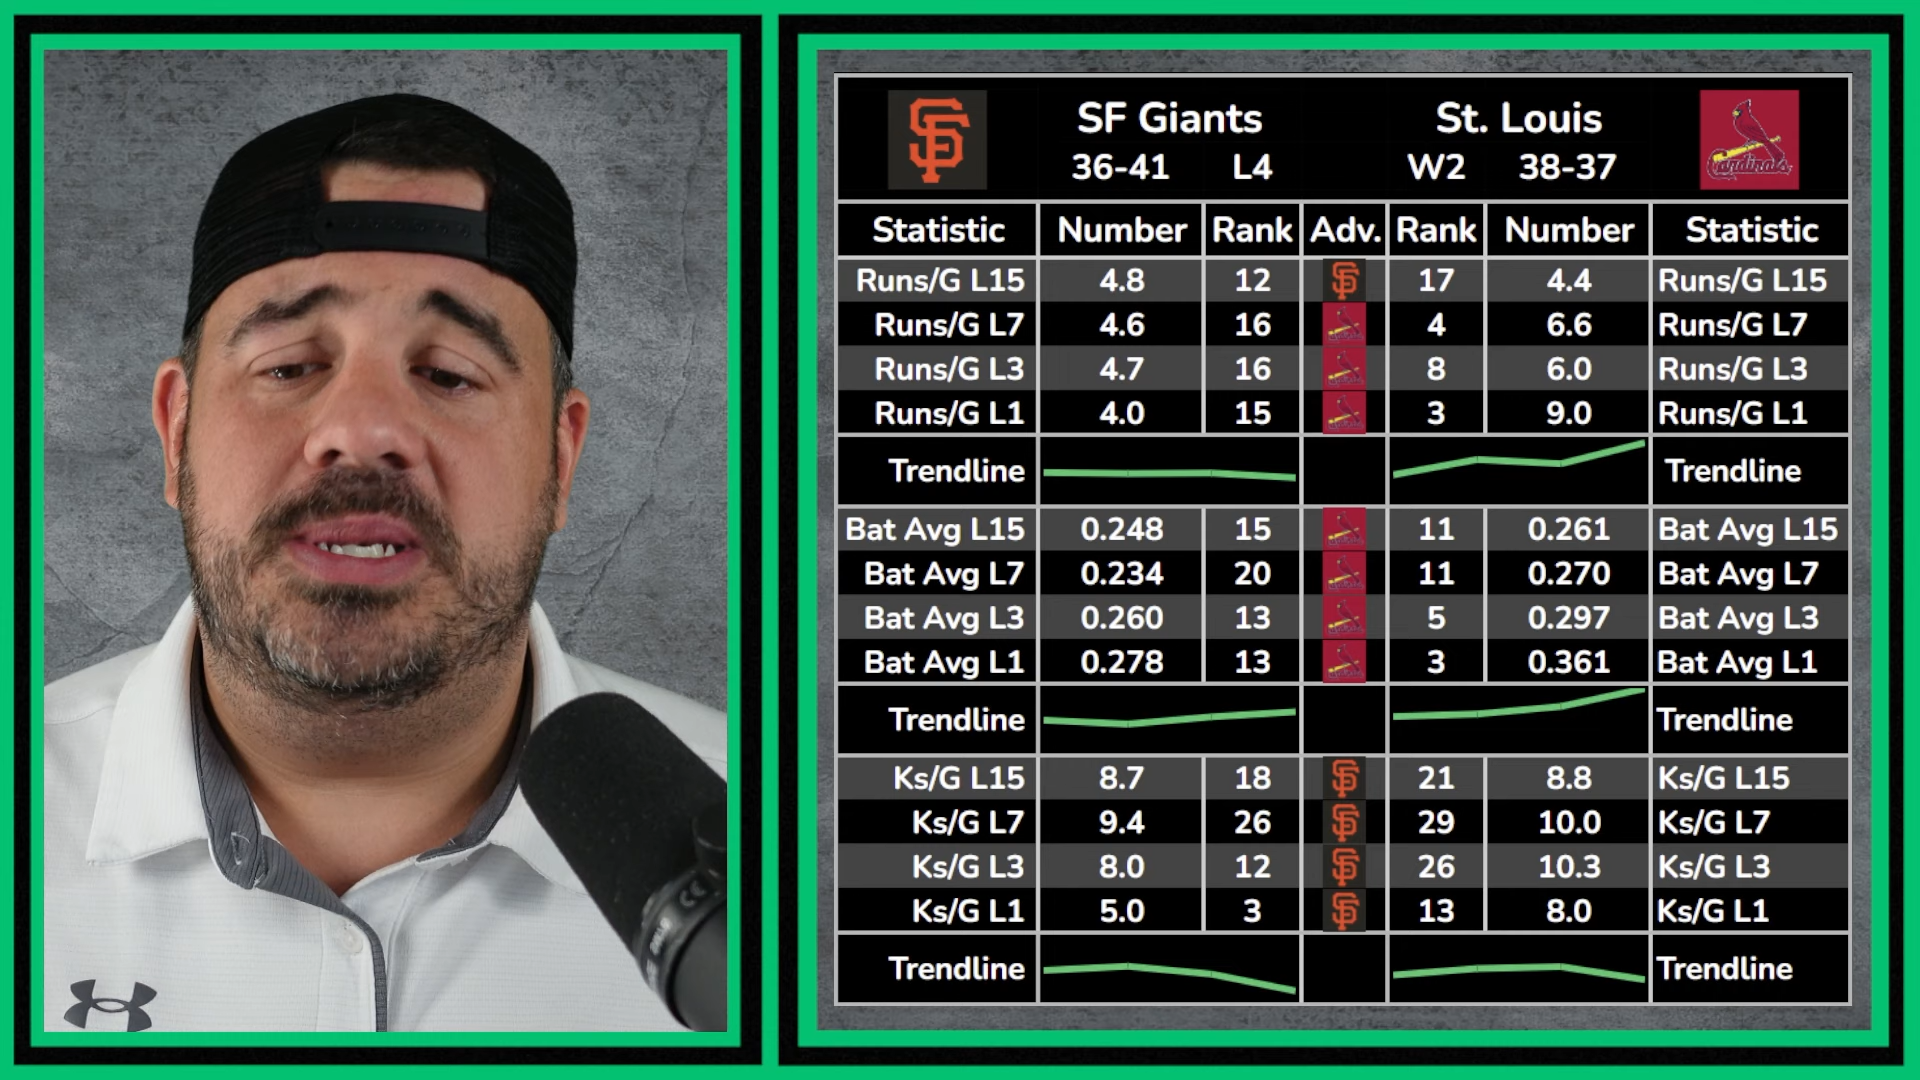 SF Giants St. Louis
36-41 L4 W2 38-37
Statistic Number Rank Adv. Rank Number Statistic
Runs/G L15 4.8 12 SF 17 4.4 Runs/G L15
Runs/G L7 4.6 16 4 6.6 Runs/G L7
Runs/G L3 4.7 16 8 6.0 Runs/G L3
Runs/G L1 4.0 15 3 9.0 Runs/G L1
Trendline Trendline
Bat Avg L15 0.248 15 11 0.261 Bat Avg L15
Bat Avg L7 0.234 20 11 0.270 Bat Avg L7
Bat Avg L3 0.260 13 5 0.297 Bat Avg L3
Bat Avg L1 0.278 13 3 0.361 Bat Avg L1
Trendline Trendline
Ks/G L15 8.7 18 SF 21 8.8 Ks/G L15
Ks/G L7 9.4 26 SF 29 10.0 Ks/G L7
Ks/G L3 8.0 12 SF 26 10.3 Ks/G L3
Ks/G L1 5.0 3 SF 13 8.0 Ks/G L1
Trendline Trendline
SF
Cardinals